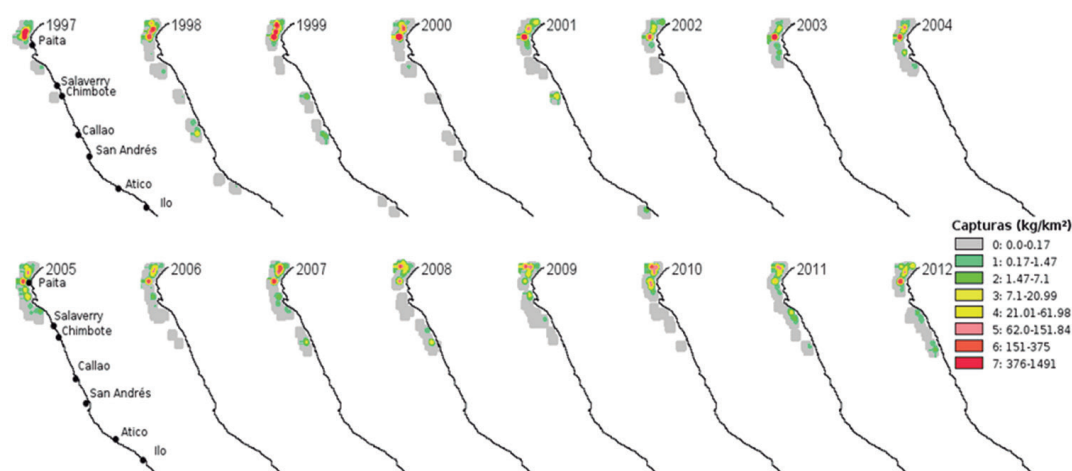 1997
1998
1999
2000
2001
2002
2003
2004
Paita
Salaverry
Chimbote
Callao
San Andrés
Atico
Ilo
Capturas (kg/km²)
0: 0.0-0.17
1: 0.17-1.47
2: 1.47-7.1
3: 7.1-20.99
4: 21.01-61.98
5: 62.0-151.84
6: 151-375
7: 376-1491
2005
2006
2007
2008
2009
2010
2011
2012
Paita
Salaverry
Chimbote
Callao
San Andrés
Atico
Ilo